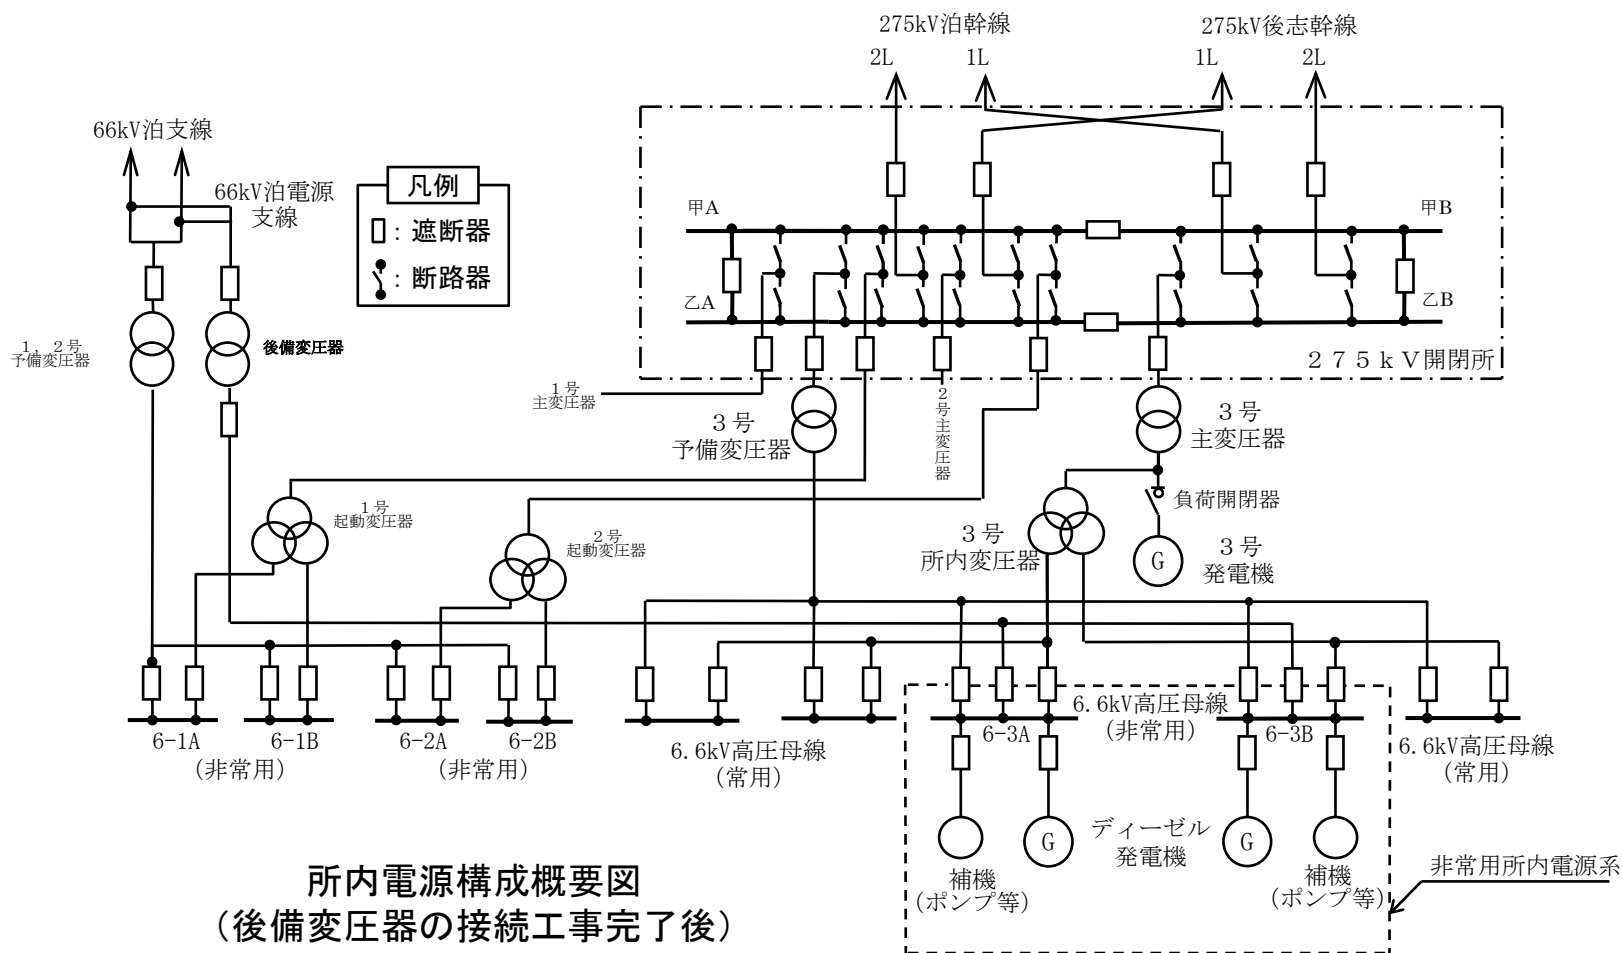 275kV泊幹線
275kV後志幹線
2L
1L
1L
2L
66kV泊支線
66kV泊電源
支線
凡例
：遮断器
：断路器
甲A
甲B
乙A
乙B
275kV開閉所
1，2号
予備変圧器
後備変圧器
1号
主変圧器
3号
予備変圧器
2号主変圧器
3号
主変圧器
負荷開閉器
1号
起動変圧器
2号
起動変圧器
3号
所内変圧器
G
3号
発電機
6-1A
6-1B
(非常用)
6-2A
6-2B
(非常用)
6.6kV高圧母線
(常用)
6-3A
6.6kV高圧母線
(非常用)
6-3B
6.6kV高圧母線
(常用)
G
ディーゼル
発電機
G
補機
(ポンプ等)
補機
(ポンプ等)
非常用所内電源系
所内電源構成概要図
（後備変圧器の接続工事完了後）